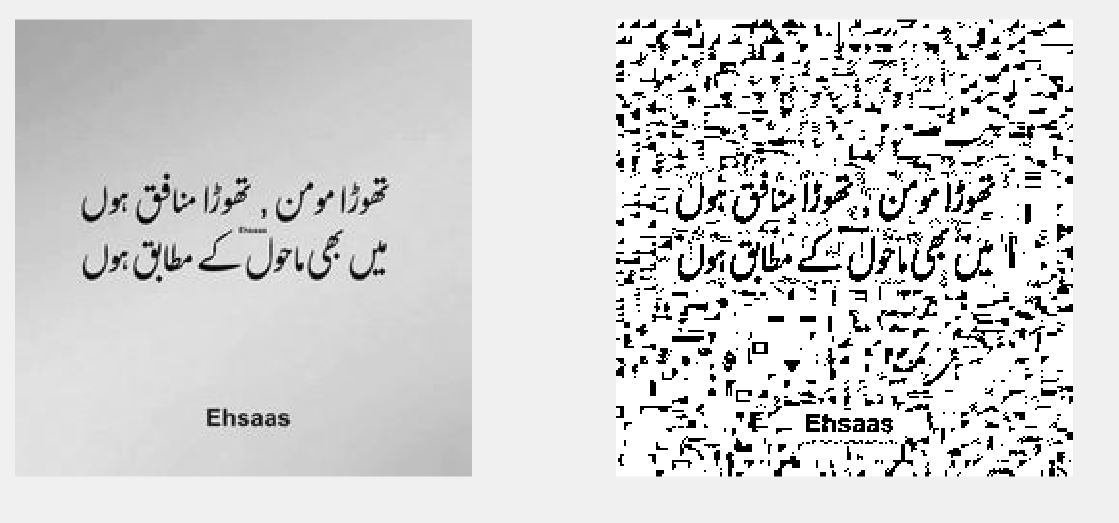 تھوڑا مومن , تھوڑا منافق ہوں
Ehsaas
میں بھی ماحول کے مطابق ہوں
Ehsaas
تھوڑا مومن , تھوڑا منافق ہوں
میں بھی ماحول کے مطابق ہوں
Ehsaas